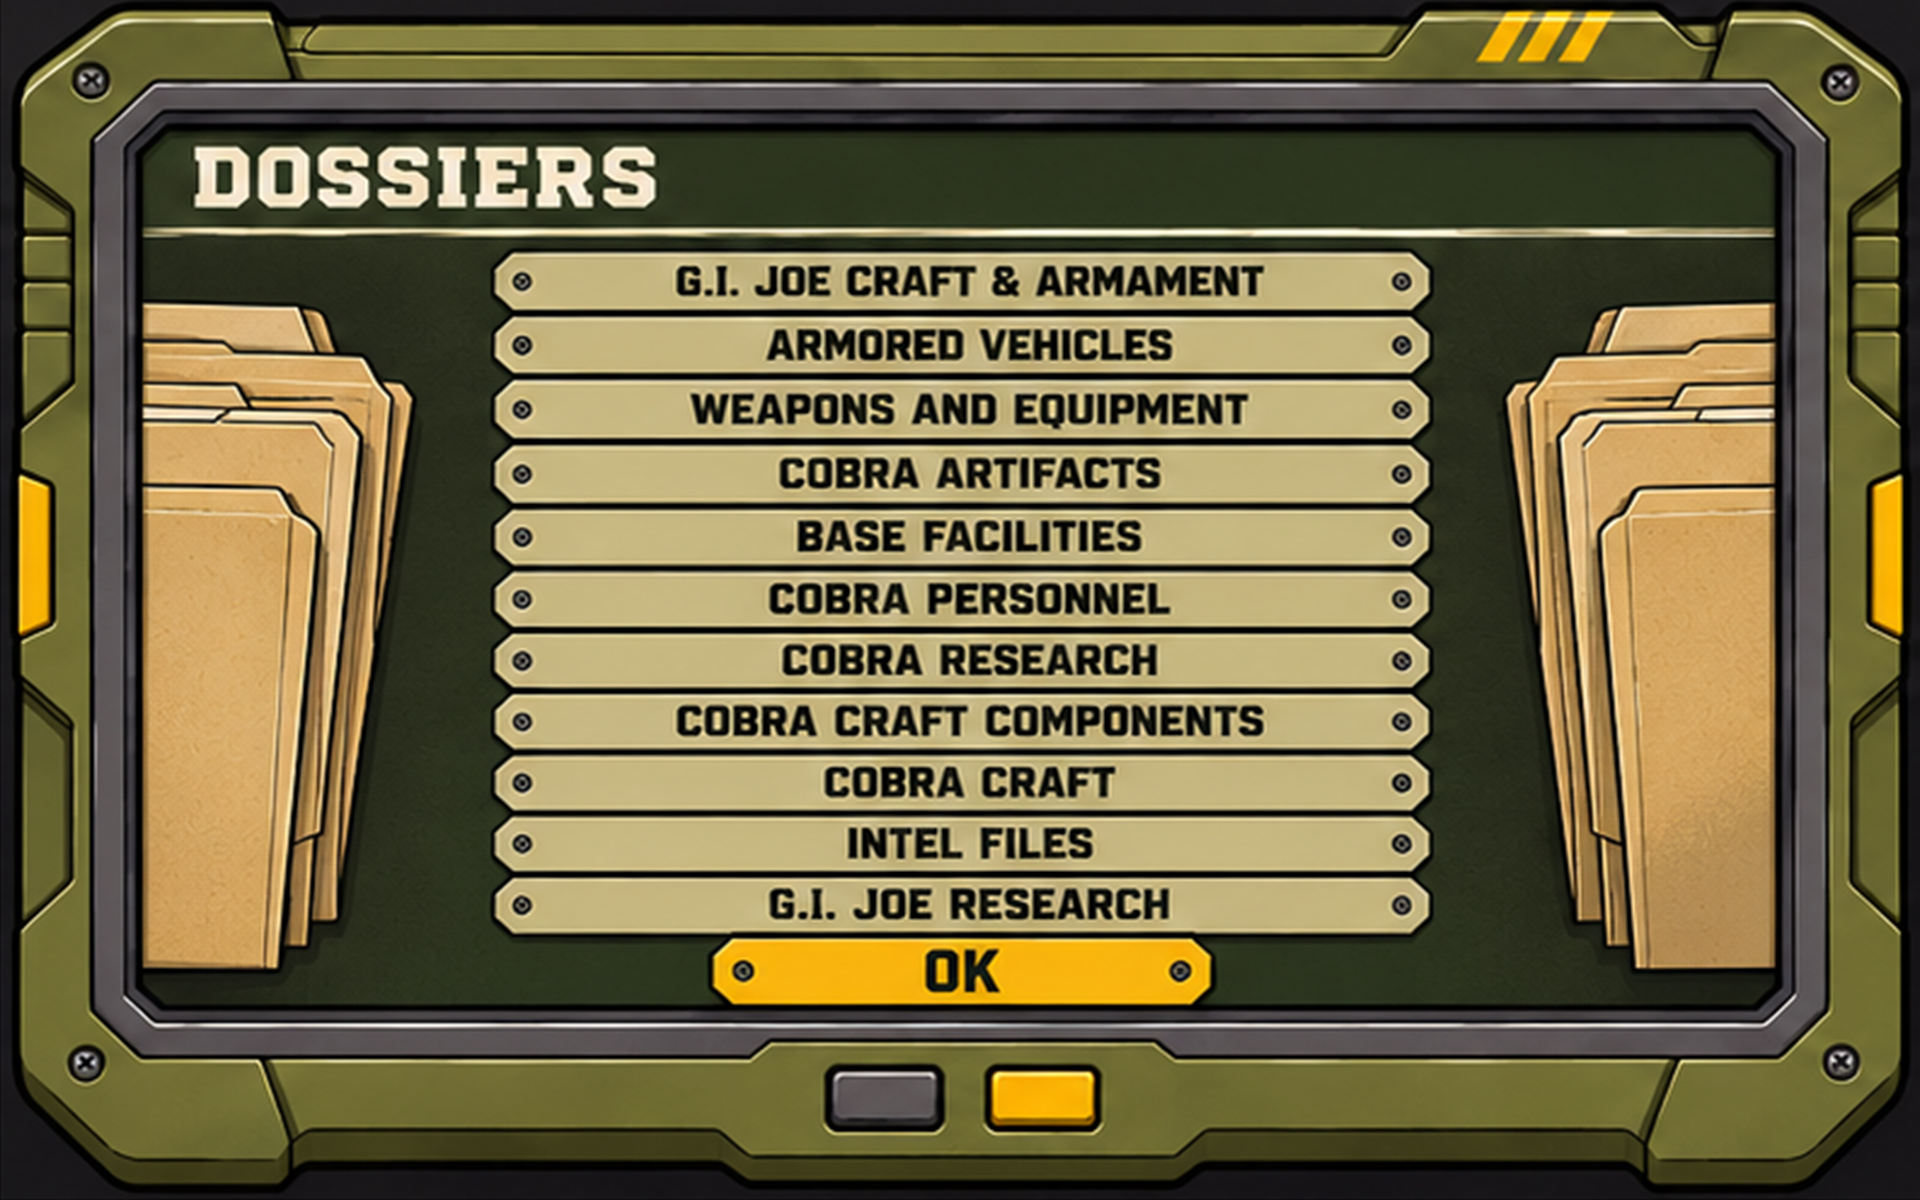 DOSSIERS
G.I. JOE CRAFT & ARMAMENT
ARMORED VEHICLES
WEAPONS AND EQUIPMENT
COBRA ARTIFACTS
BASE FACILITIES
COBRA PERSONNEL
COBRA RESEARCH
COBRA CRAFT COMPONENTS
COBRA CRAFT
INTEL FILES
G.I. JOE RESEARCH
OK